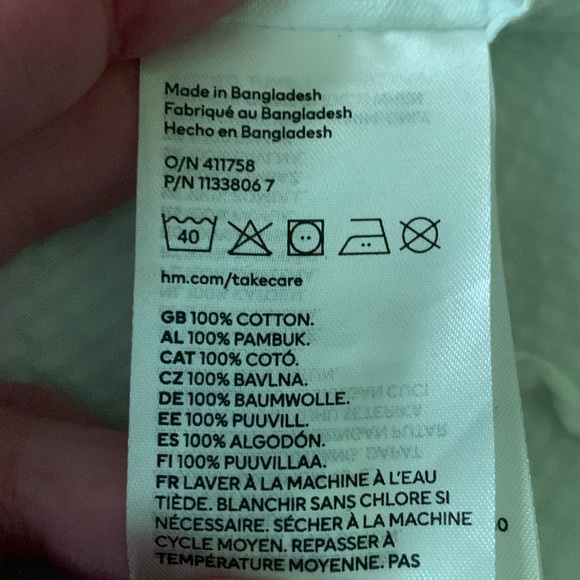 Made in Bangladesh
Fabriqué au Bangladesh
Hecho en Bangladesh
O/N 411758
P/N 1133806 7
40
hm.com/takecare
GB 100% COTTON.
AL 100% PAMBUK.
CAT 100% COTÓ.
CZ 100% BAVLNA.
DE 100% BAUMWOLLE.
EE 100% PUUVILL.
ES 100% ALGODÓN.
FI 100% PUUVILLAA.
FR LAVER À LA MACHINE À L'EAU
TIÈDE. BLANCHIR SANS CHLORE SI
NÉCESSAIRE. SÉCHER À LA MACHINE
CYCLE MOYEN. REPASSER À
TEMPÉRATURE MOYENNE. PAS